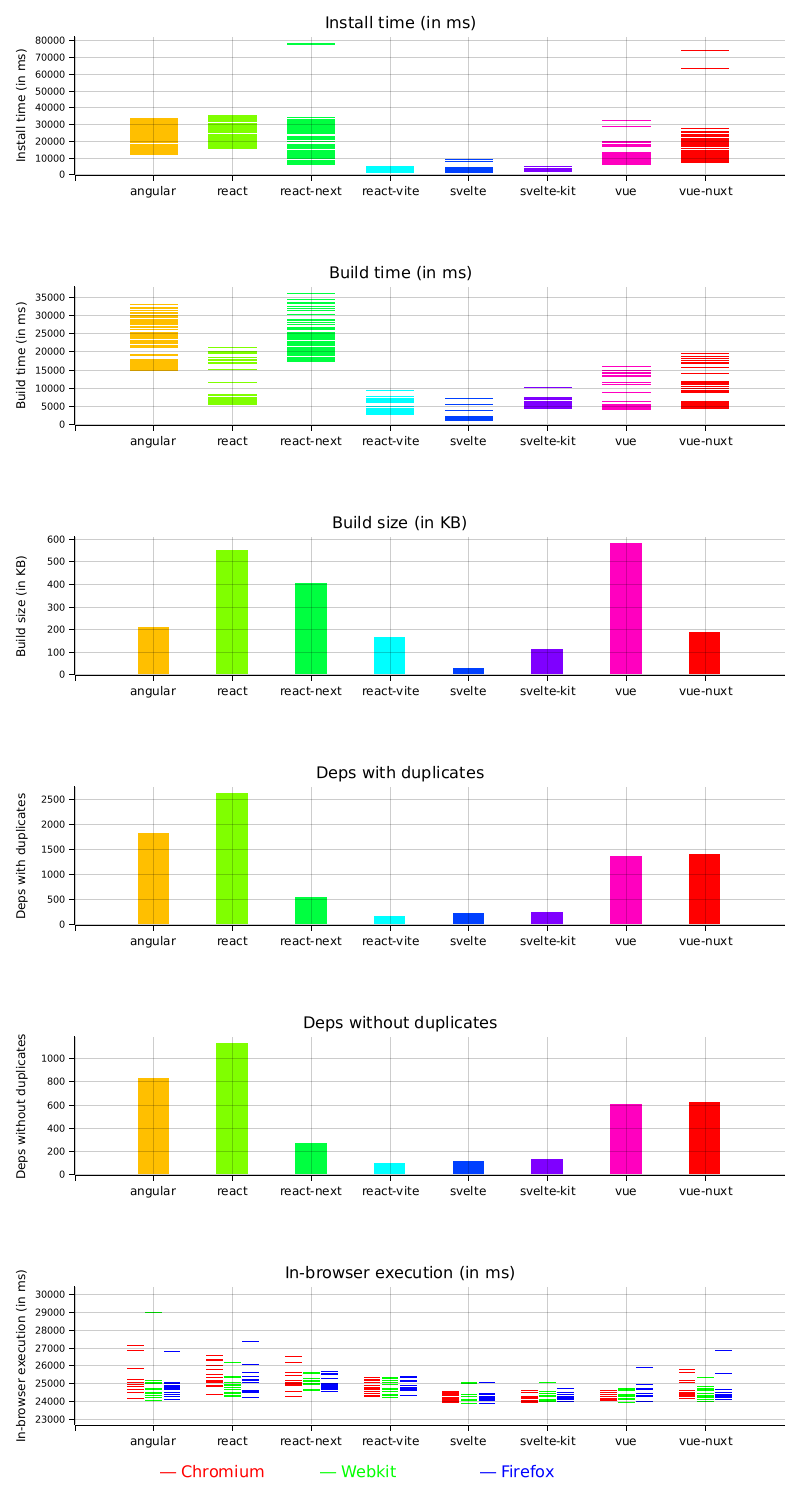 Install time (in ms)
Install time (in ms)
80000
70000
60000
50000
40000
30000
20000
10000
0
angular react react-next react-vite svelte svelte-kit vue vue-nuxt
Build time (in ms)
Build time (in ms)
35000
30000
25000
20000
15000
10000
5000
0
angular react react-next react-vite svelte svelte-kit vue vue-nuxt
Build size (in KB)
Build size (in KB)
600
500
400
300
200
100
0
angular react react-next react-vite svelte svelte-kit vue vue-nuxt
Deps with duplicates
Deps with duplicates
2500
2000
1500
1000
500
0
angular react react-next react-vite svelte svelte-kit vue vue-nuxt
Deps without duplicates
Deps without duplicates
1000
800
600
400
200
0
angular react react-next react-vite svelte svelte-kit vue vue-nuxt
In-browser execution (in ms)
In-browser execution (in ms)
30000
29000
28000
27000
26000
25000
24000
23000
angular react react-next react-vite svelte svelte-kit vue vue-nuxt
Chromium Webkit Firefox